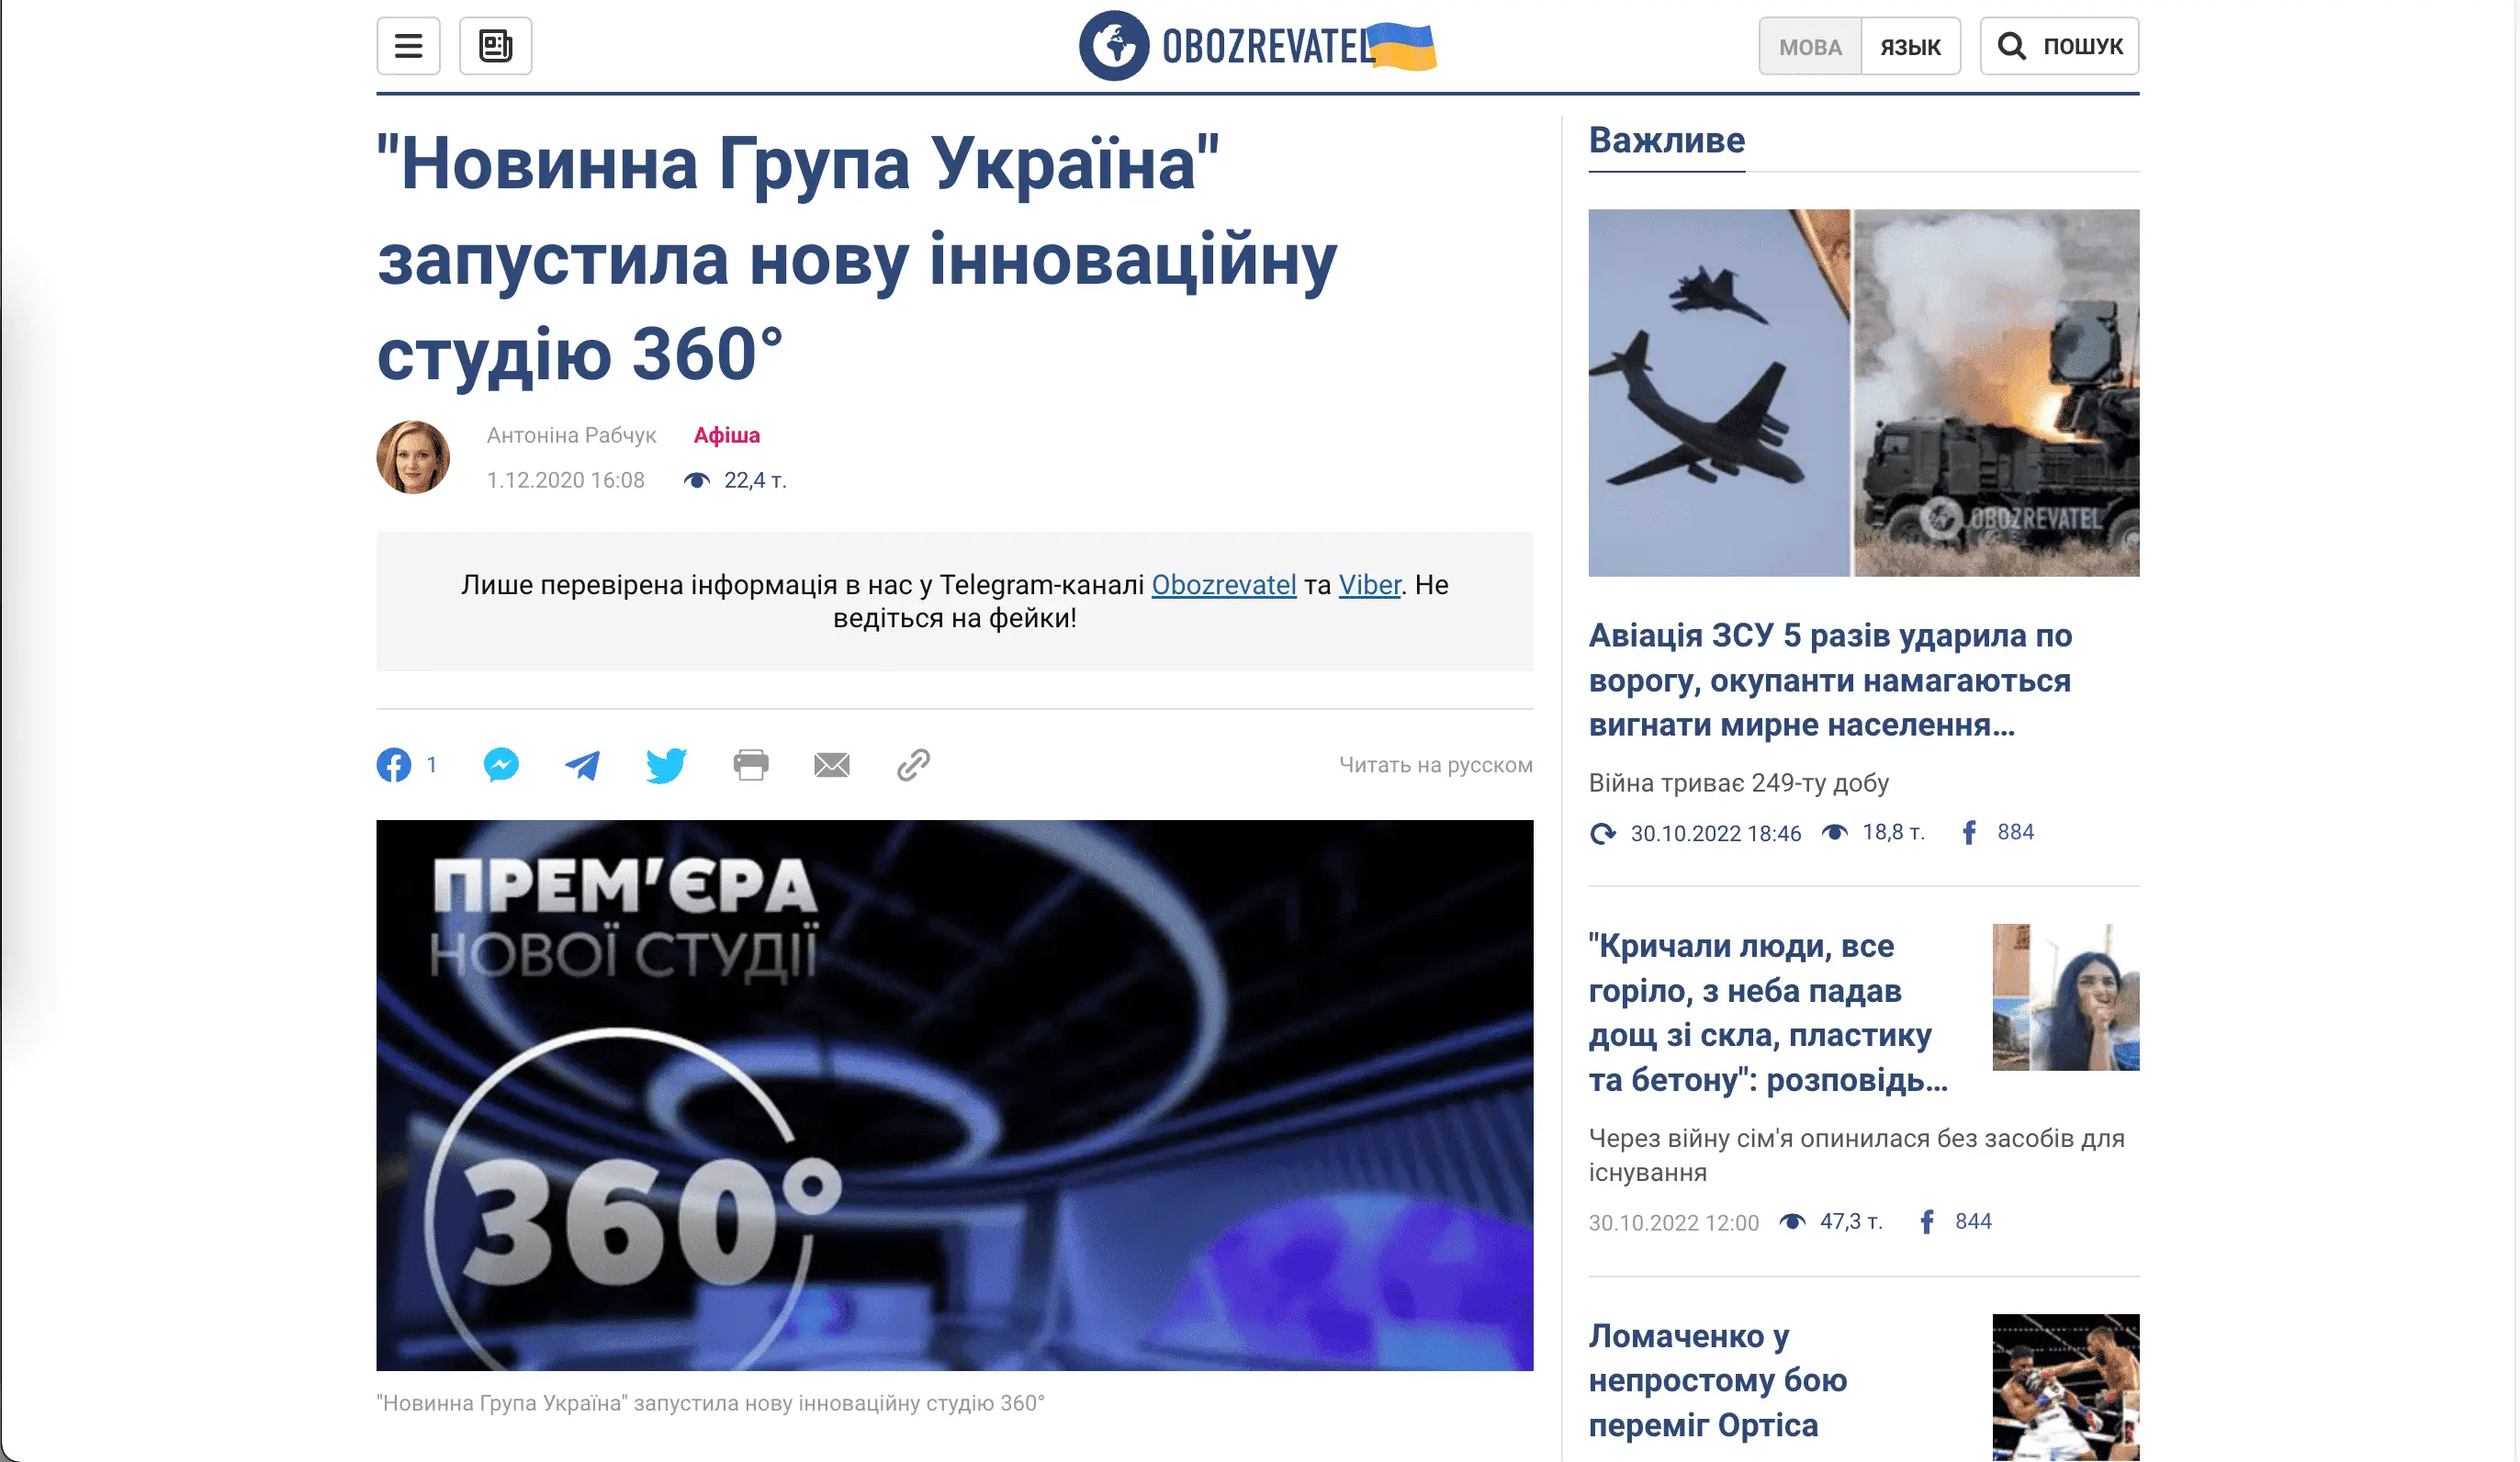 OBOZREVATEL
МОВА
ЯЗЫК
ПОШУК
"Новинна Група Україна"
запустила нову інноваційну
студію 360°
Антоніна Рабчук
Афіша
1.12.2020 16:08
22,4 т.
Лише перевірена інформація в нас у Telegram-каналі Obozrevatel та Viber. Не
ведіться на фейки!
1
Читать на русском
ПРЕМ'ЄРА
НОВОЇ СТУДІЇ
360°
"Новинна Група Україна" запустила нову інноваційну студію 360°
Важливе
OBOZREVATEL
Авіація ЗСУ 5 разів ударила по
ворогу, окупанти намагаються
вигнати мирне населення...
Війна триває 249-ту добу
30.10.2022 18:46
18,8 т.
884
"Кричали люди, все
горіло, з неба падав
дощ зі скла, пластику
та бетону": розповідь...
Через війну сім'я опинилася без засобів для
існування
30.10.2022 12:00
47,3 т.
844
Ломаченко у
непростому бою
переміг Ортіса